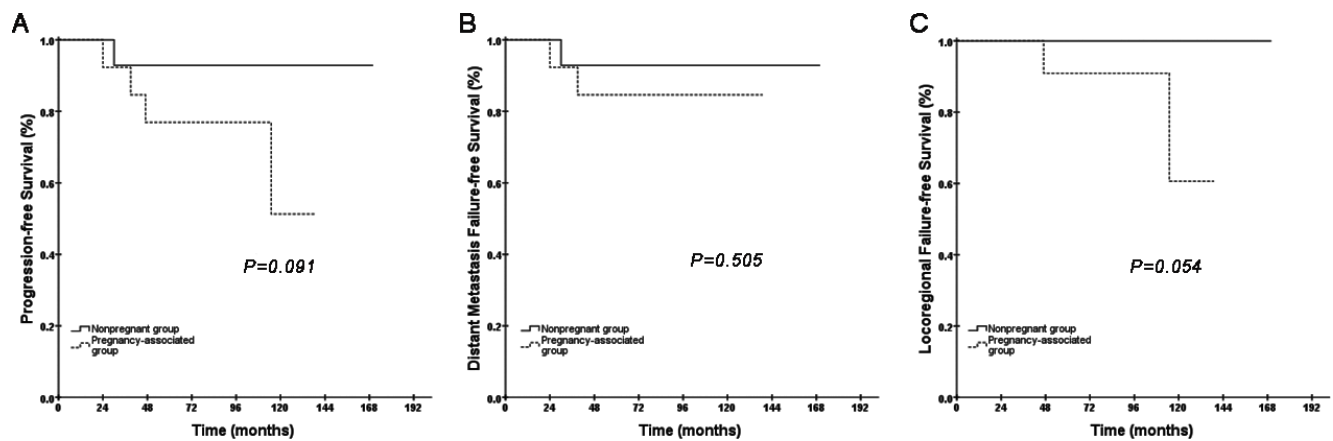 A
Progression-free Survival (%)
1.0
0.8
0.6
0.4
0.2
0
P=0.091
Nonpregnant group
Pregnancy-associated
group
0 24 48 72 96 120 144 168 192
Time (months)
B
Distant Metastasis Failure-free Survival (%)
1.0
0.8
0.6
0.4
0.2
0
P=0.505
Nonpregnant group
Pregnancy-associated
group
0 24 48 72 96 120 144 168 192
Time (months)
C
Locoregional Failure-free Survival (%)
1.0
0.8
0.6
0.4
0.2
0
P=0.054
Nonpregnant group
Pregnancy-associated
group
0 24 48 72 96 120 144 168 192
Time (months)